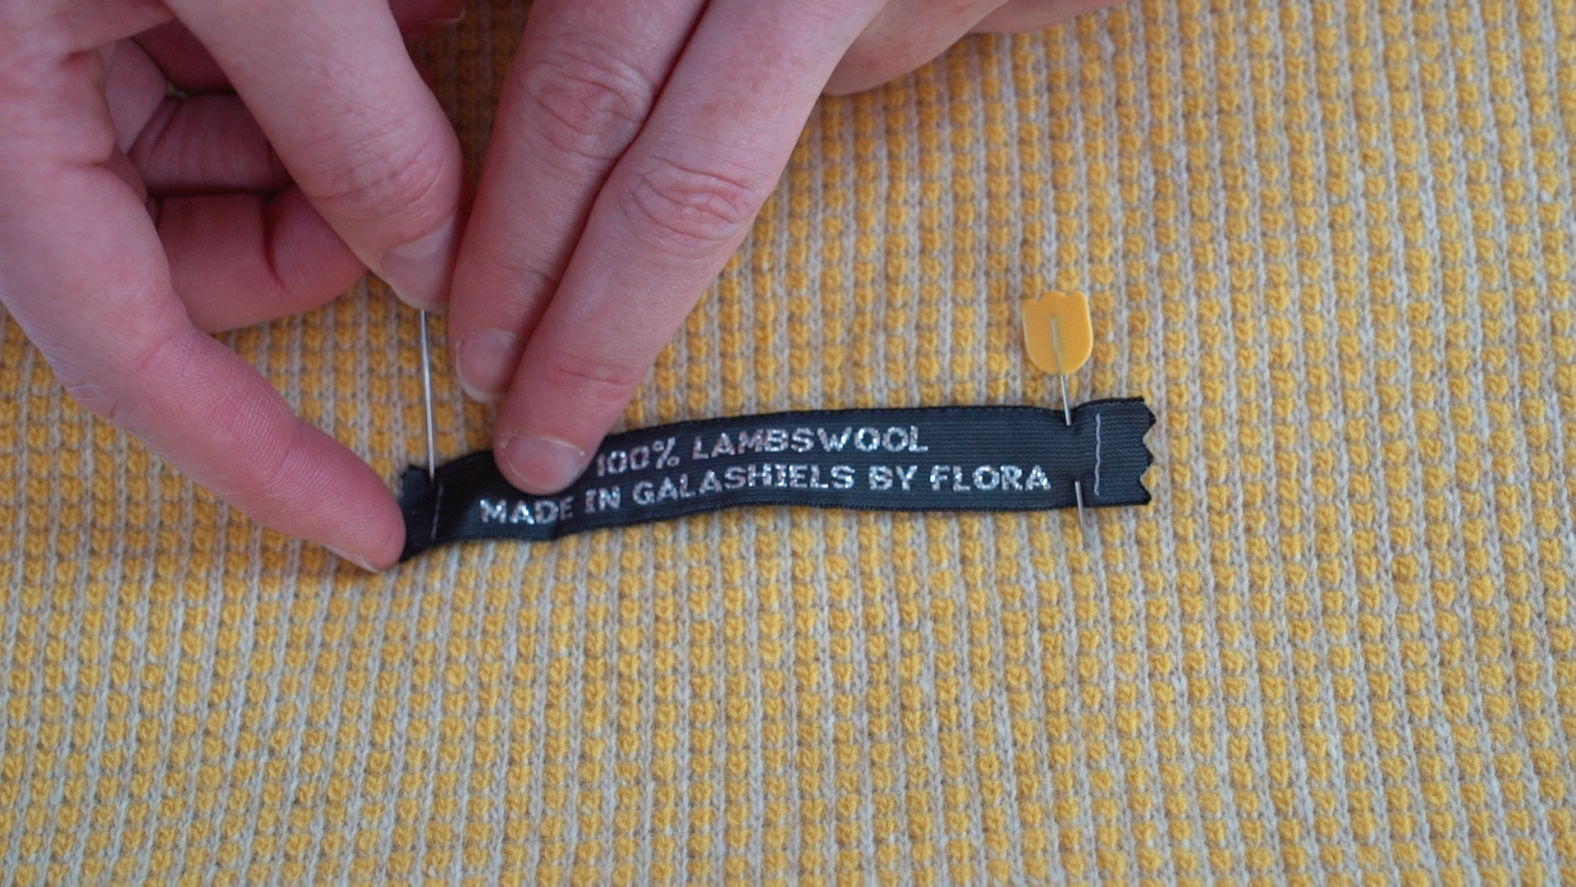 100% LAMBSWOOL
MADE IN GALASHIELS BY FLORA